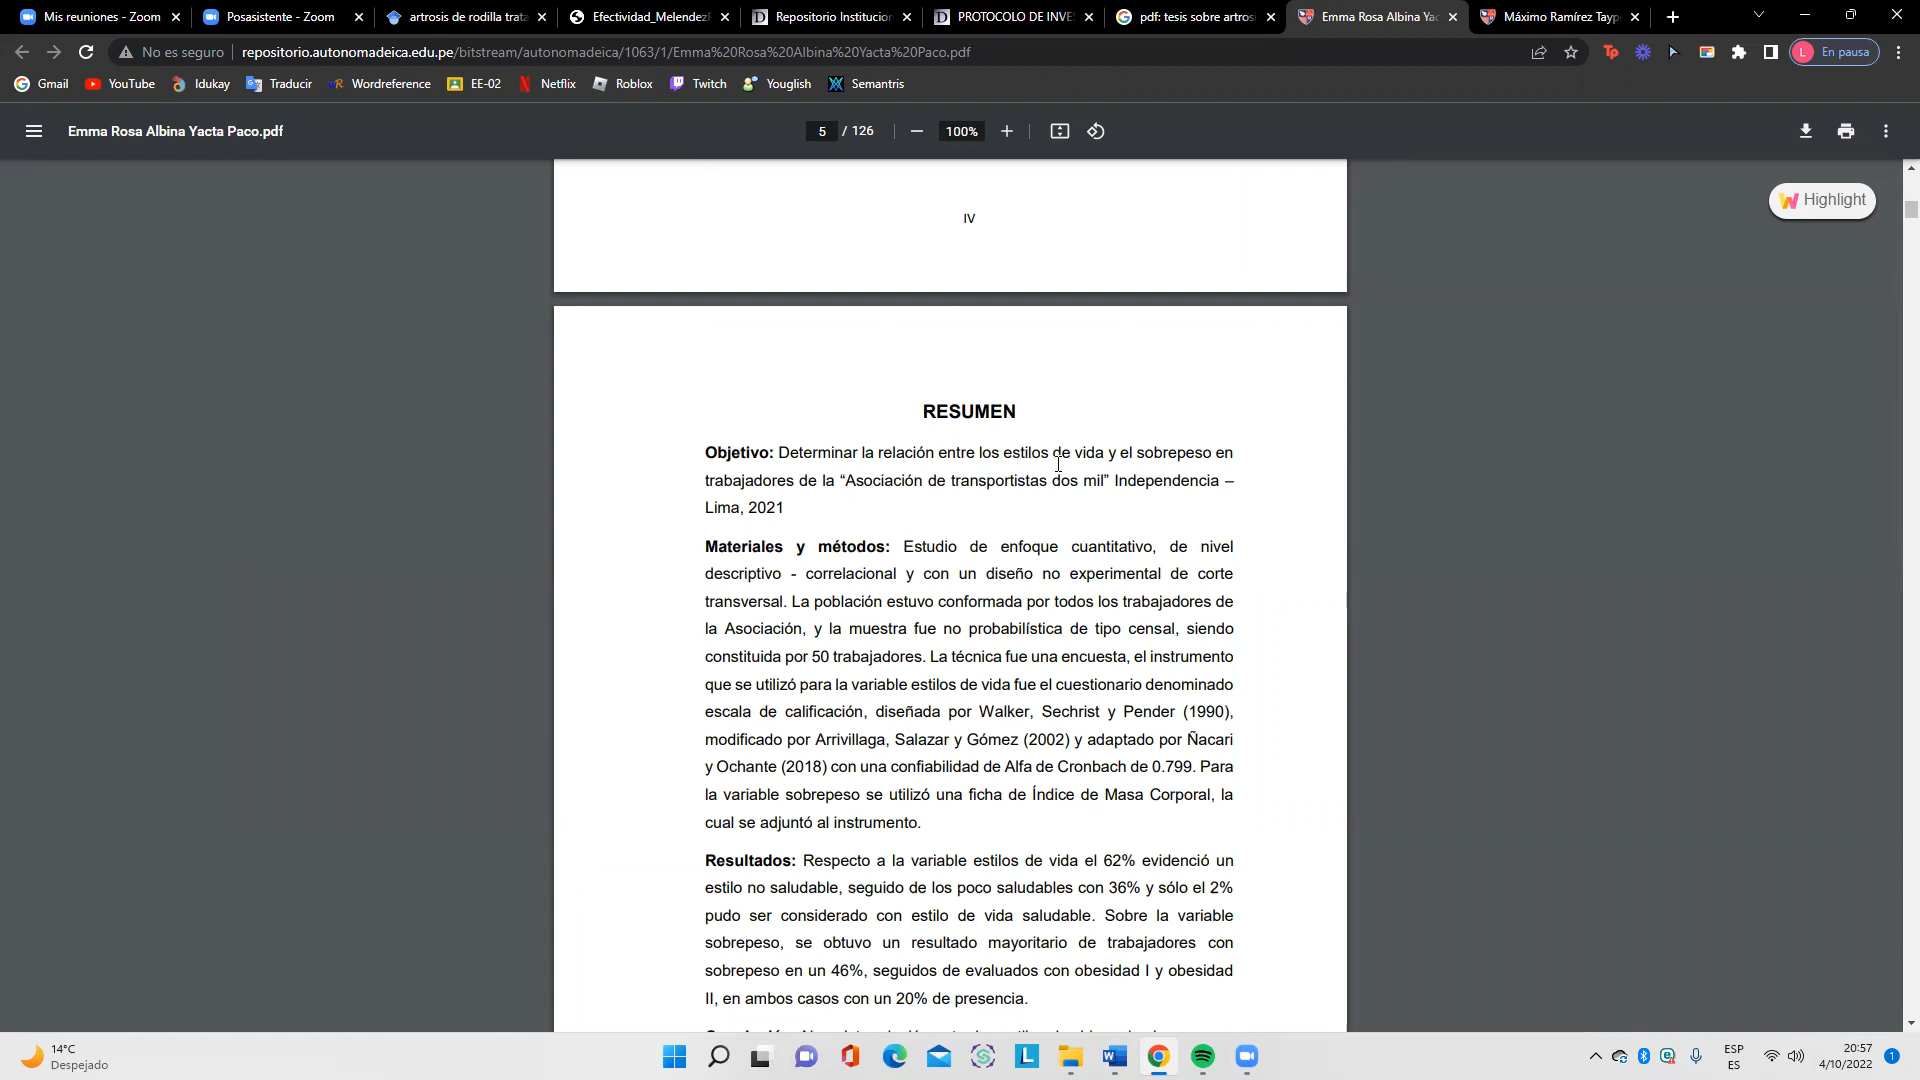 Mis reuniones - Zoom
Posasistente - Zoom
artrosis de rodilla trata
Efectividad_Melendez
Repositorio Institucion
PROTOCOLO DE INVES
pdf: tesis sobre artros
Emma Rosa Albina Yac
Máximo Ramírez Tayp
No es seguro
repositorio.autonomadeica.edu.pe/bitstream/autonomadeica/1063/1/Emma%20Rosa%20Albina%20Yacta%20Paco.pdf
En pausa
Gmail YouTube Idukay Traducir Wordreference EE-02 Netflix Roblox Twitch Youglish Semantris
Emma Rosa Albina Yacta Paco.pdf
5 / 126
100%
Highlight
IV
RESUMEN
Objetivo: Determinar la relación entre los estilos de vida y el sobrepeso en
trabajadores de la “Asociación de transportistas dos mil” Independencia –
Lima, 2021
Materiales y métodos: Estudio de enfoque cuantitativo, de nivel
descriptivo - correlacional y con un diseño no experimental de corte
transversal. La población estuvo conformada por todos los trabajadores de
la Asociación, y la muestra fue no probabilística de tipo censal, siendo
constituida por 50 trabajadores. La técnica fue una encuesta, el instrumento
que se utilizó para la variable estilos de vida fue el cuestionario denominado
escala de calificación, diseñada por Walker, Sechrist y Pender (1990),
modificado por Arrivillaga, Salazar y Gómez (2002) y adaptado por Ñacari
y Ochante (2018) con una confiabilidad de Alfa de Cronbach de 0.799. Para
la variable sobrepeso se utilizó una ficha de Índice de Masa Corporal, la
cual se adjuntó al instrumento.
Resultados: Respecto a la variable estilos de vida el 62% evidenció un
estilo no saludable, seguido de los poco saludables con 36% y sólo el 2%
pudo ser considerado con estilo de vida saludable. Sobre la variable
sobrepeso, se obtuvo un resultado mayoritario de trabajadores con
sobrepeso en un 46%, seguidos de evaluados con obesidad I y obesidad
II, en ambos casos con un 20% de presencia.
14°C
Despejado
ESP
ES
20:57
4/10/2022
1